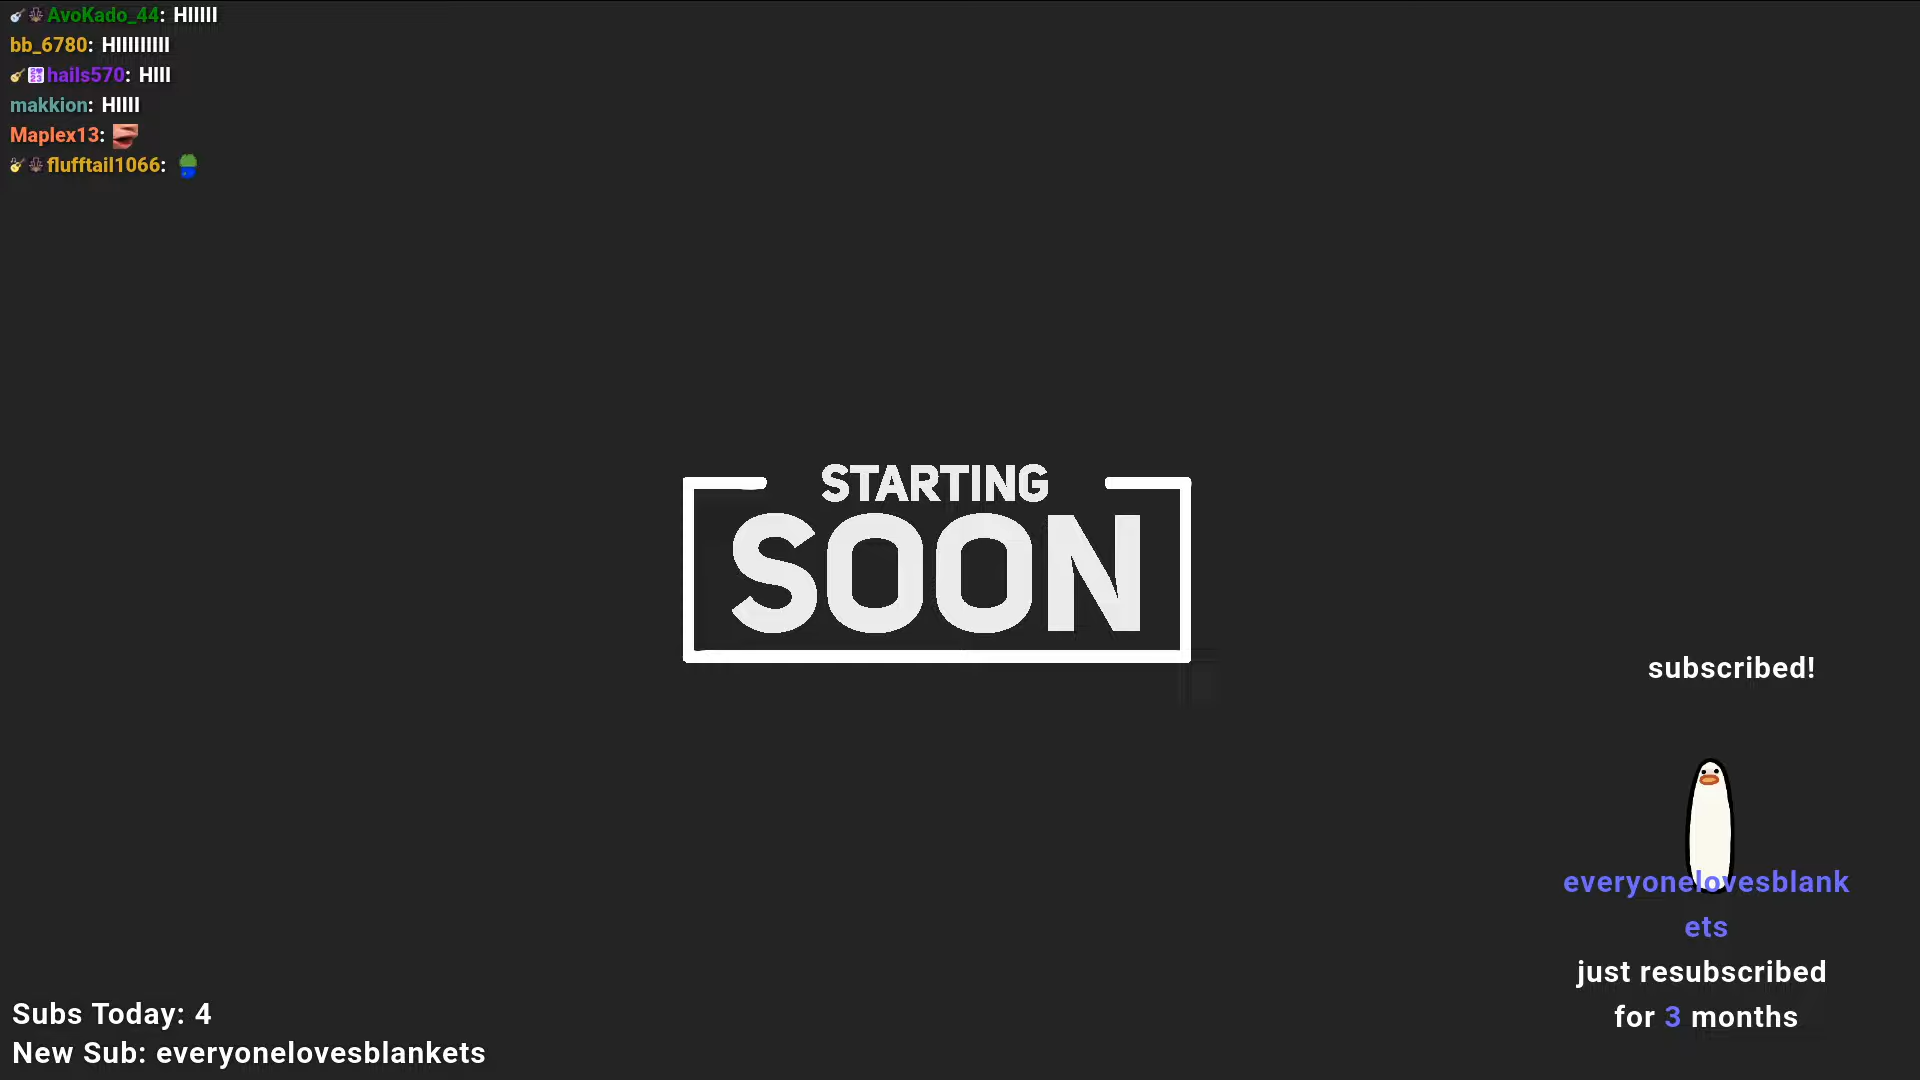 AvoKado_44: HIIIII
bb_6780: HIIIIIIIII
hails570: HIII
makkion: HIIII
Maplex13:
flufftail1066:
STARTING
SOON
subscribed!
everyonelovesblank
ets
just resubscribed
for 3 months
Subs Today: 4
New Sub: everyonelovesblankets